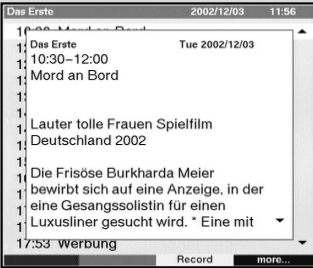 Das Erste 2002/12/03 11:56
Das Erste Tue 2002/12/03
10:30–12:00
Mord an Bord
Lauter tolle Frauen Spielfilm
Deutschland 2002
Die Frisöse Burkharda Meier
bewirbt sich auf eine Anzeige, in der
eine Gesangssolistin für einen
Luxusliner gesucht wird. * Eine mit
17:53 Werbung
Record more...